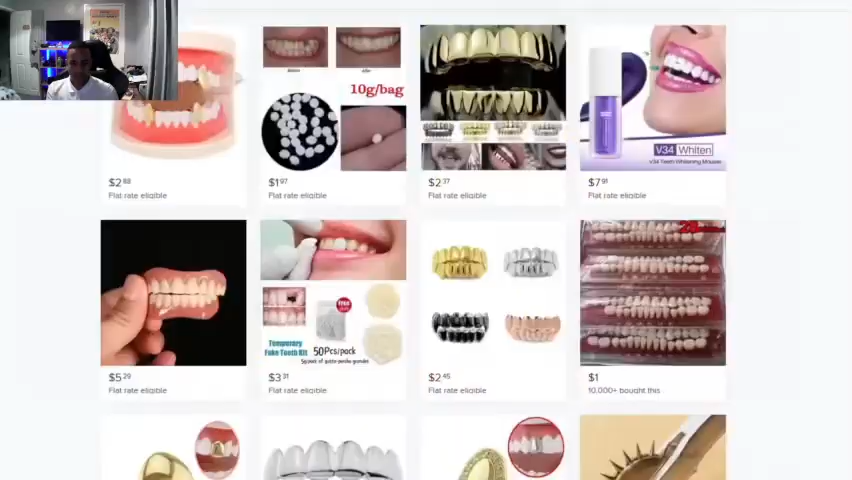 before
after
10g/bag
V34 Whiten
V34 Teeth Whitening Mousse
$2 88
Flat rate eligible
$1 97
Flat rate eligible
$2 37
Flat rate eligible
$7 91
Flat rate eligible
FREE
Temporary
Fake Teeth Kit
50Pcs/pack
$5 29
Flat rate eligible
$3 31
Flat rate eligible
$2 45
Flat rate eligible
$1
10,000+ bought this